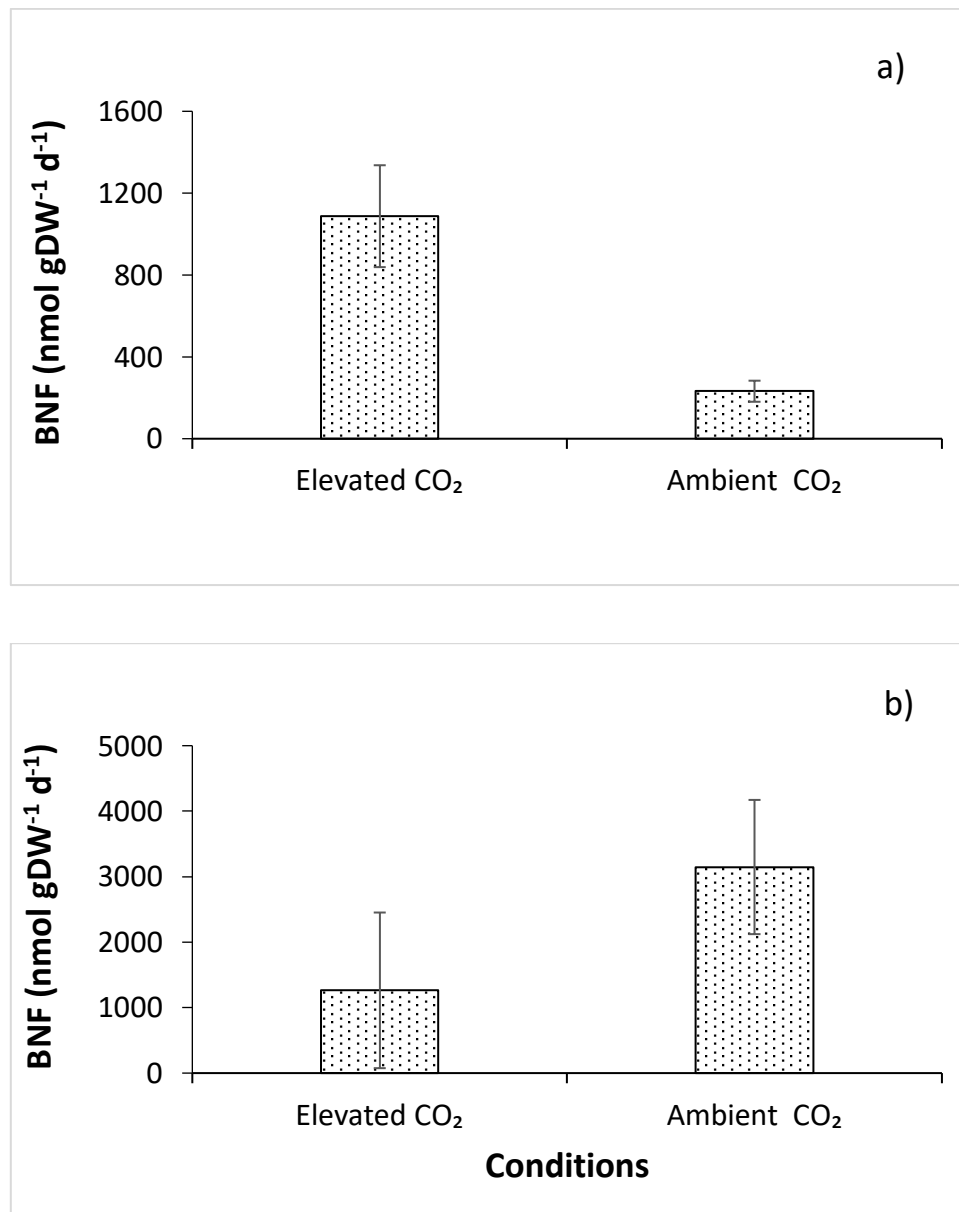 a)
BNF (nmol gDW⁻¹ d⁻¹)
1600
1200
800
400
0
Elevated CO₂
Ambient CO₂
b)
BNF (nmol gDW⁻¹ d⁻¹)
5000
4000
3000
2000
1000
0
Elevated CO₂
Ambient CO₂
Conditions